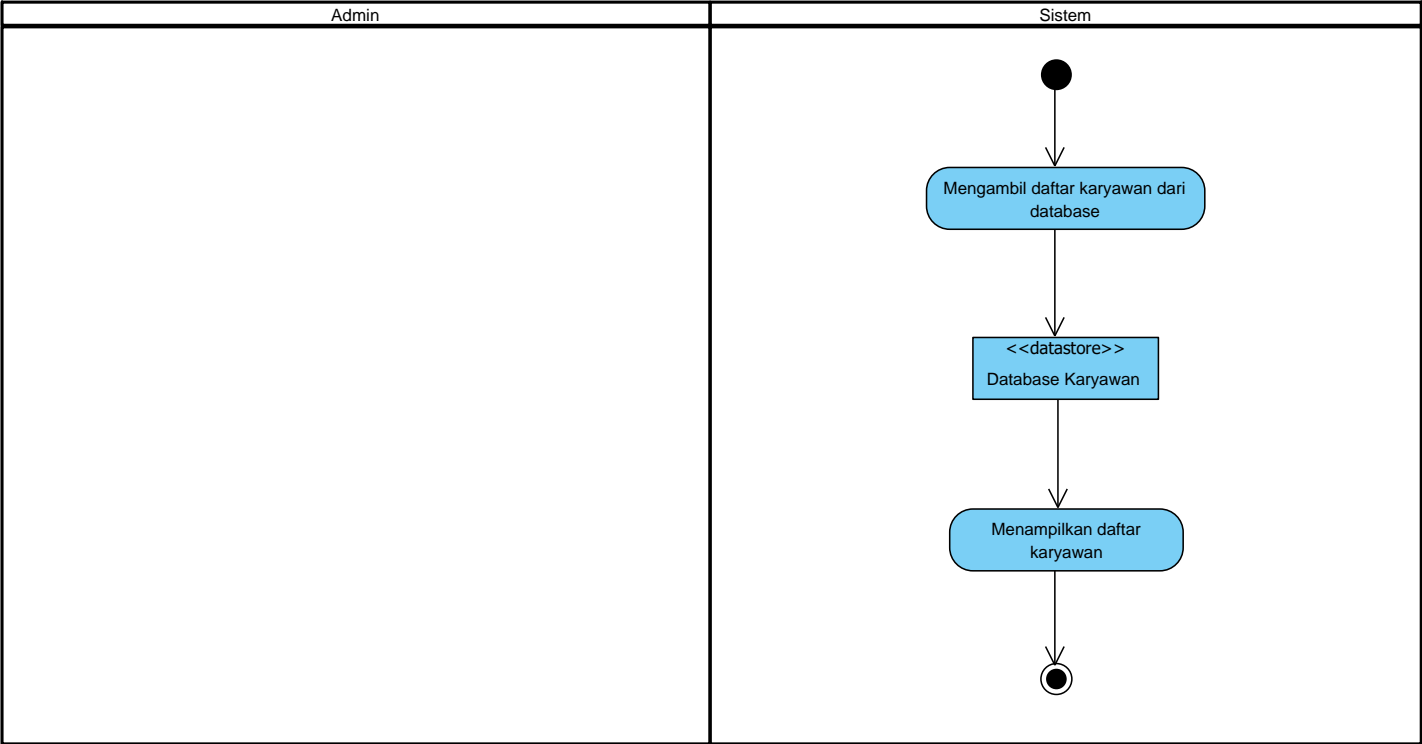 Admin
Sistem
Mengambil daftar karyawan dari
database
<<datastore>>
Database Karyawan
Menampilkan daftar
karyawan